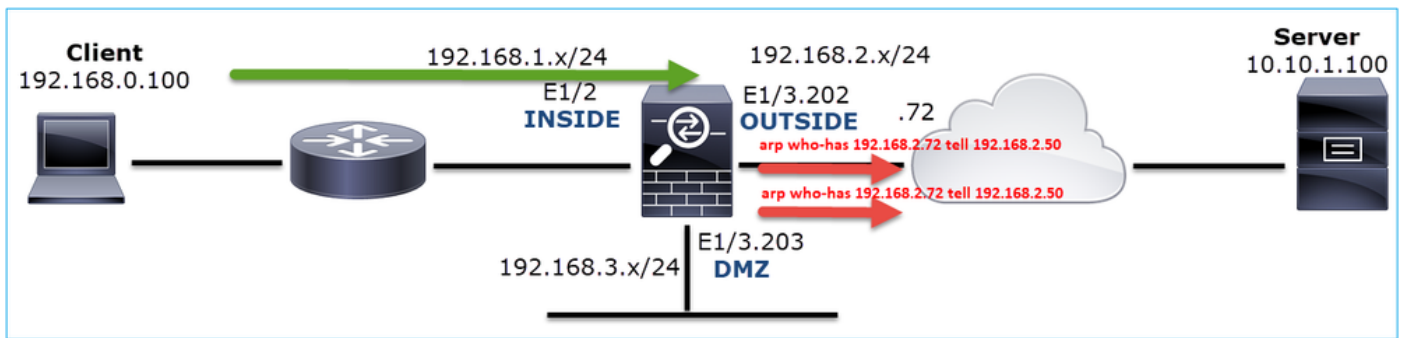 Client
192.168.0.100
192.168.1.x/24
E1/2
INSIDE
192.168.2.x/24
E1/3.202
OUTSIDE
.72
arp who-has 192.168.2.72 tell 192.168.2.50
arp who-has 192.168.2.72 tell 192.168.2.50
Server
10.10.1.100
E1/3.203
192.168.3.x/24
DMZ